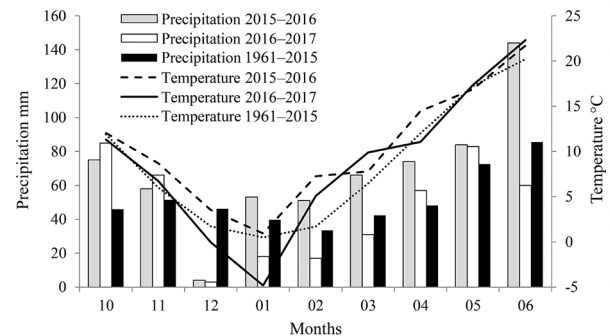 Precipitation 2015–2016
Precipitation 2016–2017
Precipitation 1961–2015
Temperature 2015–2016
Temperature 2016–2017
Temperature 1961–2015
Precipitation mm
160
140
120
100
80
60
40
20
0
Temperature °C
25
20
15
10
5
0
-5
10 11 12 01 02 03 04 05 06
Months